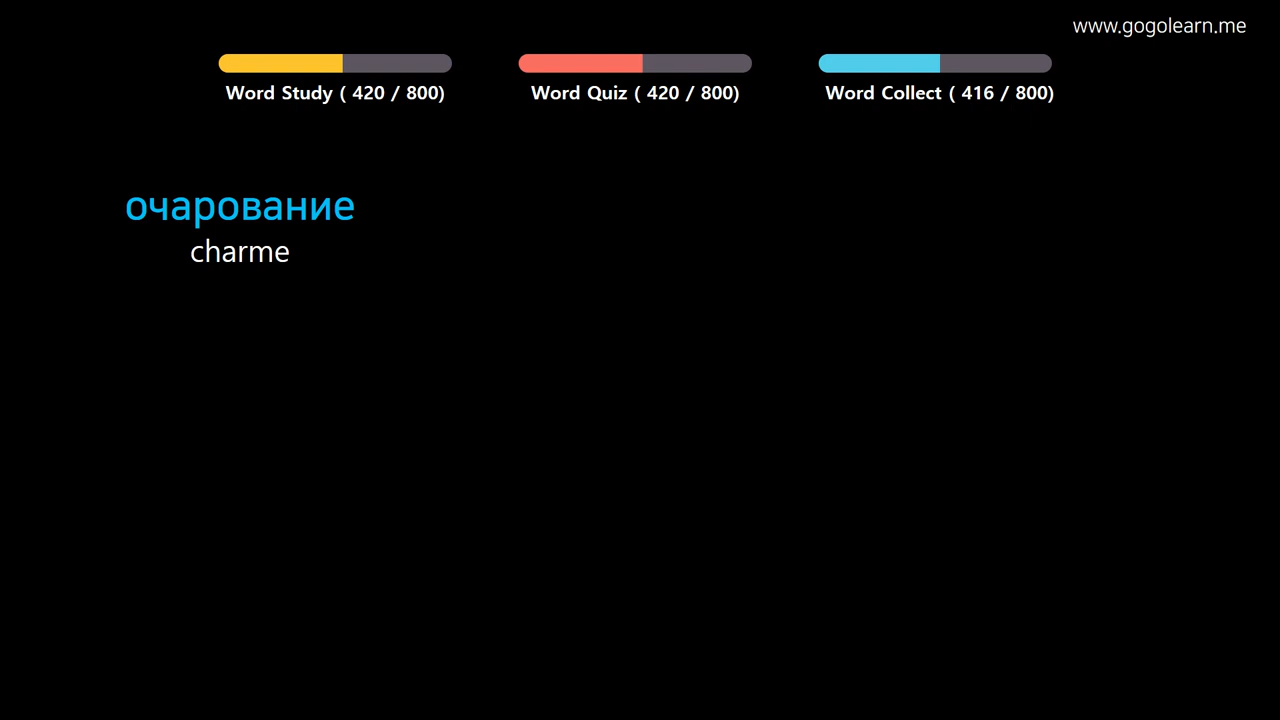 www.gogolearn.me
Word Study ( 420 / 800)
Word Quiz ( 420 / 800)
Word Collect ( 416 / 800)
очарование
charme